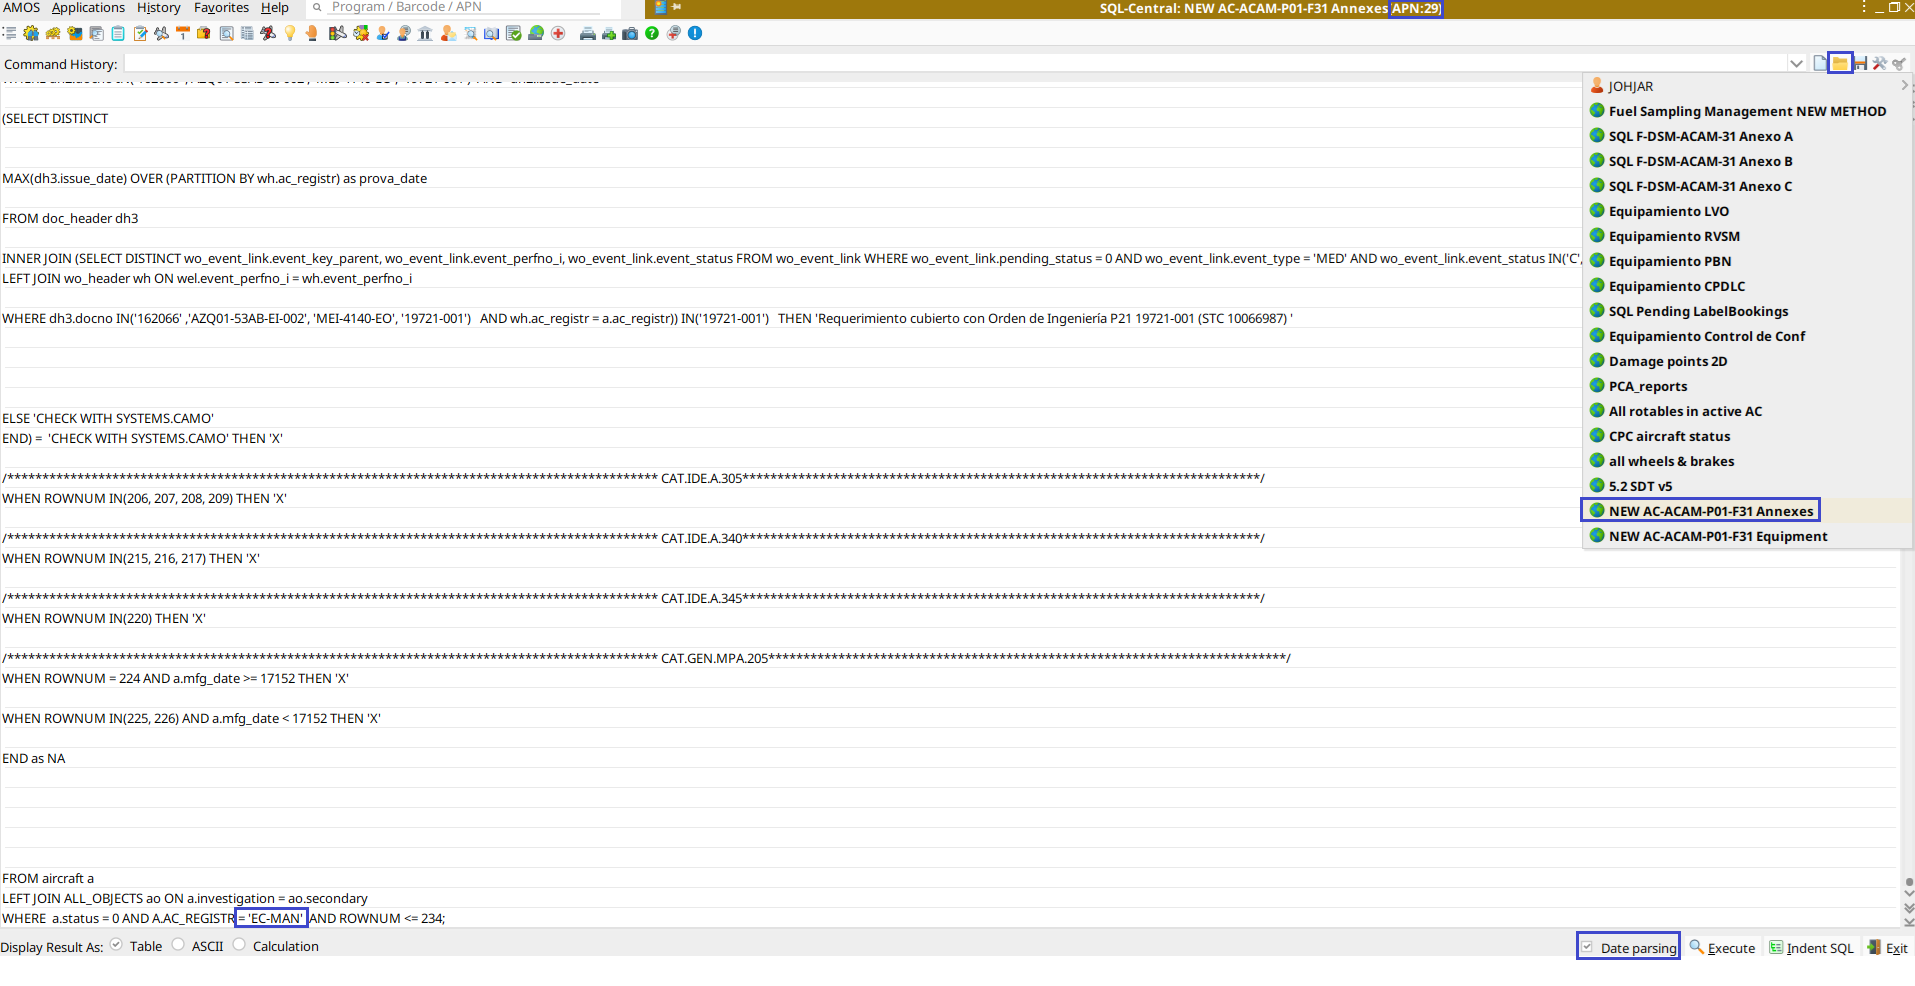 AMOS Applications History Favorites Help Program / Barcode / APN SQL-Central: NEW AC-ACAM-P01-F31 Annexes [APN:29]
Command History:
(SELECT DISTINCT
MAX(dh3.issue_date) OVER (PARTITION BY wh.ac_registr) as prova_date
FROM doc_header dh3
INNER JOIN (SELECT DISTINCT wo_event_link.event_key_parent, wo_event_link.event_perfno_i, wo_event_link.event_status FROM wo_event_link WHERE wo_event_link.pending_status = 0 AND wo_event_link.event_type = 'MED' AND wo_event_link.event_status IN('C',
LEFT JOIN wo_header wh ON wel.event_perfno_i = wh.event_perfno_i
WHERE dh3.docno IN('162066' ,'AZQ01-53AB-EI-002', 'MEI-4140-EO', '19721-001') AND wh.ac_registr = a.ac_registr)) IN('19721-001') THEN 'Requerimiento cubierto con Orden de Ingeniería P21 19721-001 (STC 10066987) '
ELSE 'CHECK WITH SYSTEMS.CAMO'
END) = 'CHECK WITH SYSTEMS.CAMO' THEN 'X'
CAT.IDE.A.305
WHEN ROWNUM IN(206, 207, 208, 209) THEN 'X'
CAT.IDE.A.340
WHEN ROWNUM IN(215, 216, 217) THEN 'X'
CAT.IDE.A.345
WHEN ROWNUM IN(220) THEN 'X'
CAT.GEN.MPA.205
WHEN ROWNUM = 224 AND a.mfg_date >= 17152 THEN 'X'
WHEN ROWNUM IN(225, 226) AND a.mfg_date < 17152 THEN 'X'
END as NA
FROM aircraft a
LEFT JOIN ALL_OBJECTS ao ON a.investigation = ao.secondary
WHERE a.status = 0 AND A.AC_REGISTR = 'EC-MAN' AND ROWNUM <= 234;
JOHJAR
Fuel Sampling Management NEW METHOD
SQL F-DSM-ACAM-31 Anexo A
SQL F-DSM-ACAM-31 Anexo B
SQL F-DSM-ACAM-31 Anexo C
Equipamiento LVO
Equipamiento RVSM
Equipamiento PBN
Equipamiento CPDLC
SQL Pending LabelBookings
Equipamiento Control de Conf
Damage points 2D
PCA_reports
All rotables in active AC
CPC aircraft status
all wheels & brakes
5.2 SDT v5
NEW AC-ACAM-P01-F31 Annexes
NEW AC-ACAM-P01-F31 Equipment
Display Result As: Table ASCII Calculation Date parsing Execute Indent SQL Exit